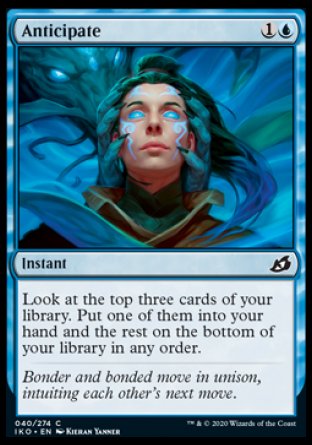 Anticipate 1
Instant
Look at the top three cards of your
library. Put one of them into your
hand and the rest on the bottom of
your library in any order.
Bonder and bonded move in unison,
intuiting each other's next move.
040/274 C
IKO • EN Kieran Yanner
™ & © 2020 Wizards of the Coast